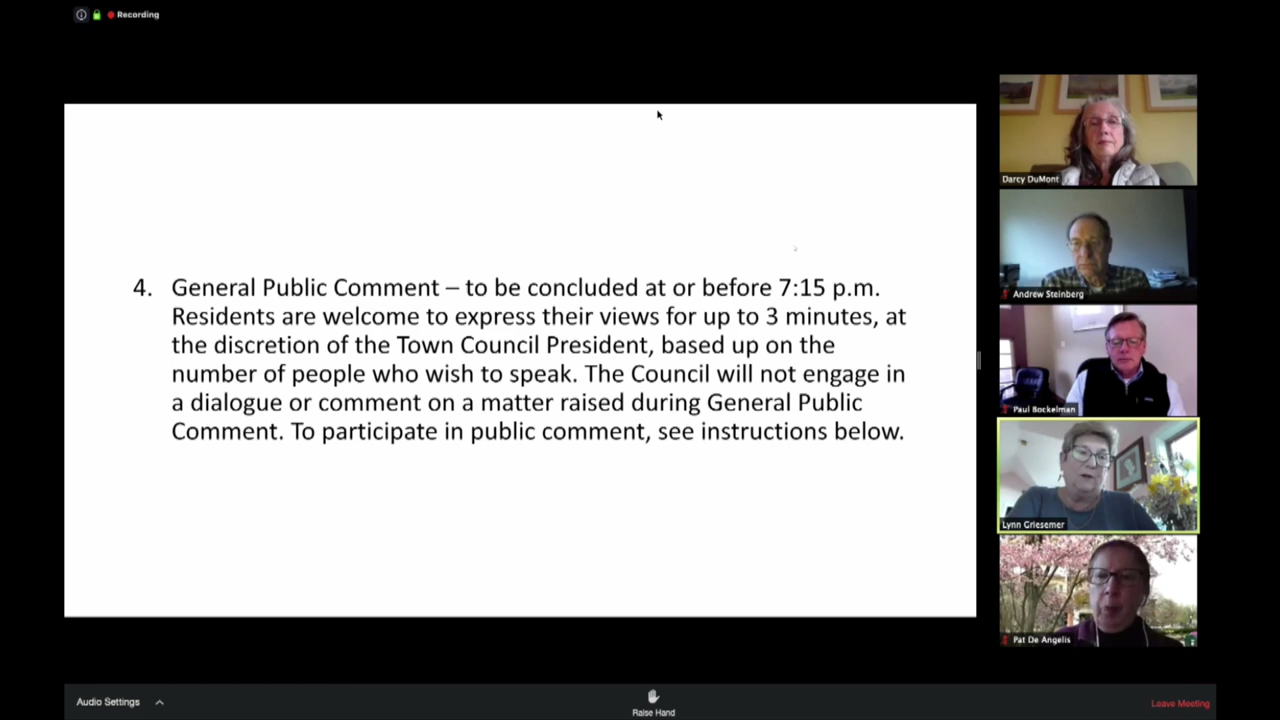 Recording
4. General Public Comment – to be concluded at or before 7:15 p.m.
Residents are welcome to express their views for up to 3 minutes, at
the discretion of the Town Council President, based up on the
number of people who wish to speak. The Council will not engage in
a dialogue or comment on a matter raised during General Public
Comment. To participate in public comment, see instructions below.
Darcy DuMont
Andrew Steinberg
Paul Bockelman
Lynn Griesemer
Pat De Angelis
Audio Settings
Raise Hand
Leave Meeting